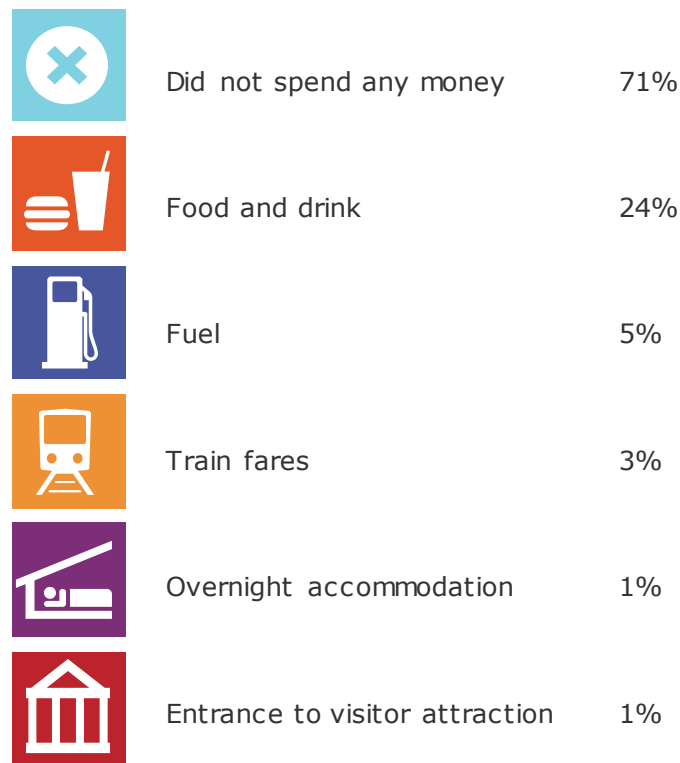 Did not spend any money 71%
Food and drink 24%
Fuel 5%
Train fares 3%
Overnight accommodation 1%
Entrance to visitor attraction 1%